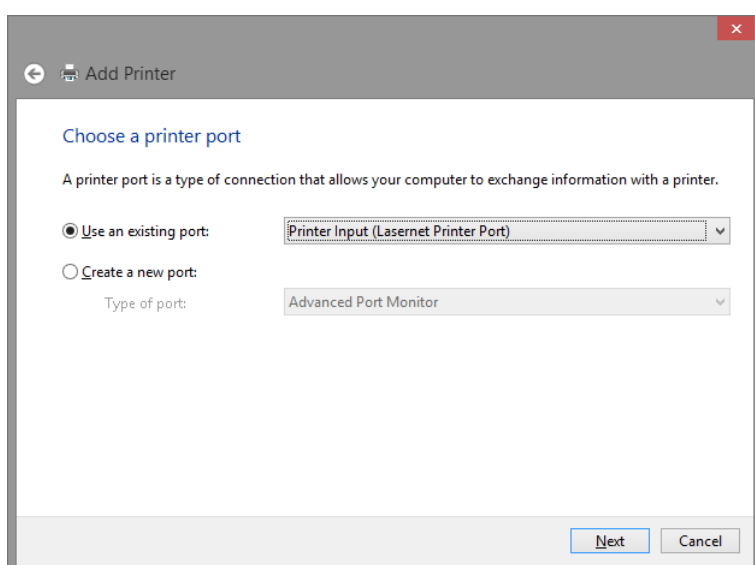 Add Printer
Choose a printer port
A printer port is a type of connection that allows your computer to exchange information with a printer.
Use an existing port: Printer Input (Lasernet Printer Port)
Create a new port:
Type of port: Advanced Port Monitor
Next Cancel